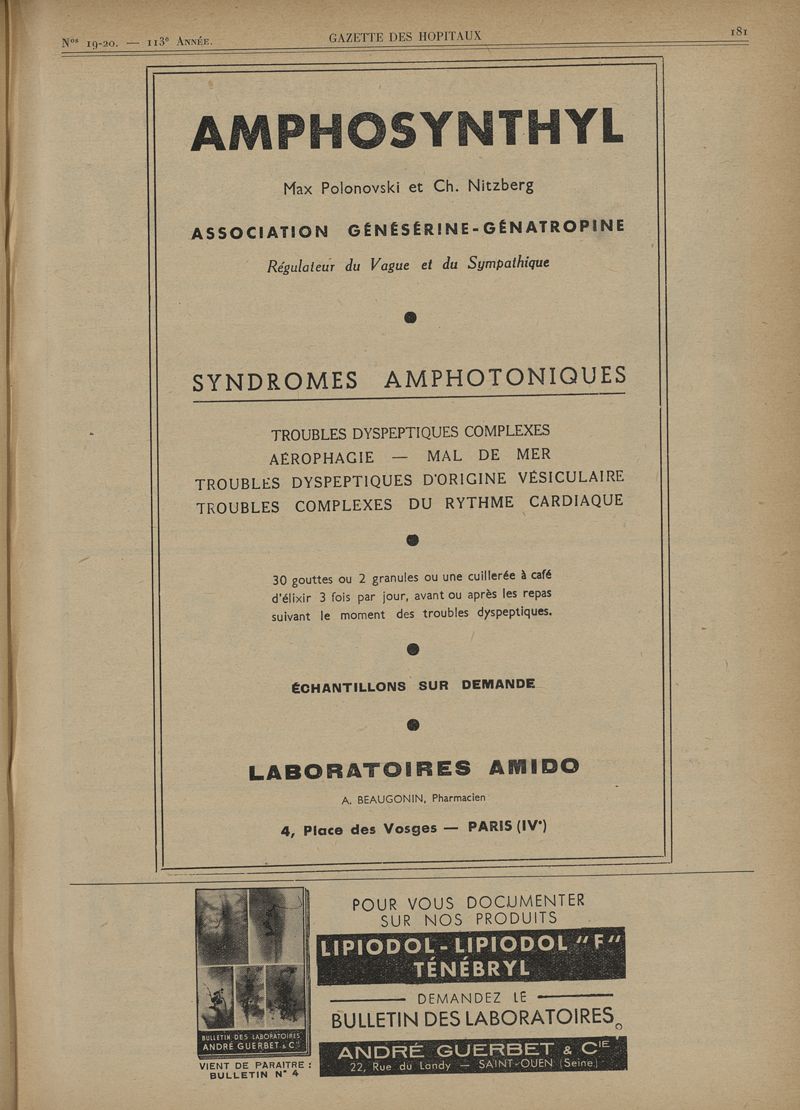 Nos 19-20. — 113e ANNÉE.
GAZETTE DES HOPITAUX
181
AMPHOSYNTHYL
Max Polonovski et Ch. Nitzberg
ASSOCIATION GÉNÉSÉRINE-GÉNATROPINE
Régulateur du Vague et du Sympathique
SYNDROMES AMPHOTONIQUES
TROUBLES DYSPEPTIQUES COMPLEXES
AÉROPHAGIE — MAL DE MER
TROUBLES DYSPEPTIQUES D'ORIGINE VÉSICULAIRE
TROUBLES COMPLEXES DU RYTHME CARDIAQUE
30 gouttes ou 2 granules ou une cuillerée à café
d'élixir 3 fois par jour, avant ou après les repas
suivant le moment des troubles dyspeptiques.
ÉCHANTILLONS SUR DEMANDE
LABORATOIRES AMIDO
A. BEAUGONIN, Pharmacien
4, Place des Vosges — PARIS (IVe)
BULLETIN DES LABORATOIRES
ANDRÉ GUERBET & Cie
VIENT DE PARAITRE :
BULLETIN N° 4
POUR VOUS DOCUMENTER
SUR NOS PRODUITS
LIPIODOL - LIPIODOL "F"
TÉNÉBRYL
DEMANDEZ LE
BULLETIN DES LABORATOIRES
ANDRÉ GUERBET & CIE
22, Rue du Landy — SAINT-OUEN (Seine)